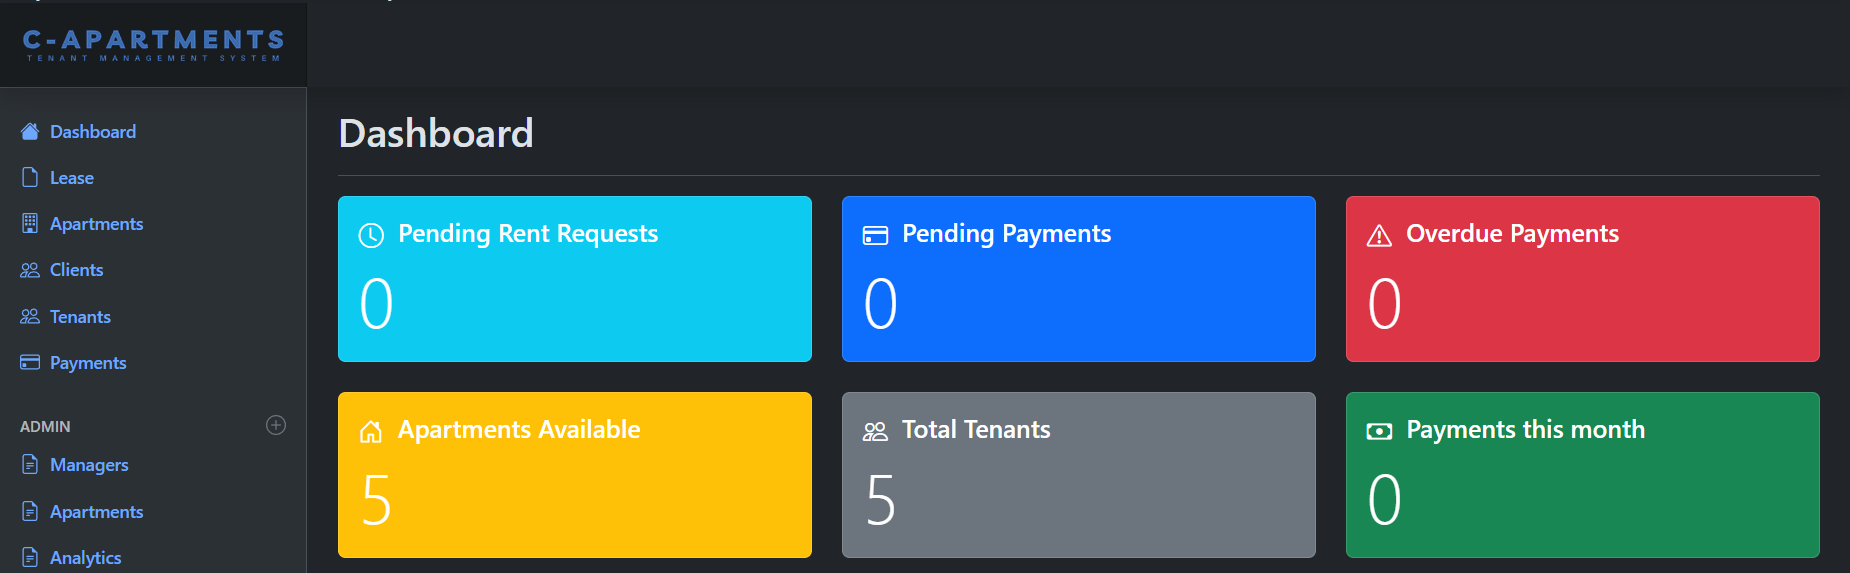 C-APARTMENTS
TENANT MANAGEMENT SYSTEM
Dashboard
Lease
Apartments
Clients
Tenants
Payments
ADMIN
Managers
Apartments
Analytics
Dashboard
Pending Rent Requests
0
Pending Payments
0
Overdue Payments
0
Apartments Available
5
Total Tenants
5
Payments this month
0